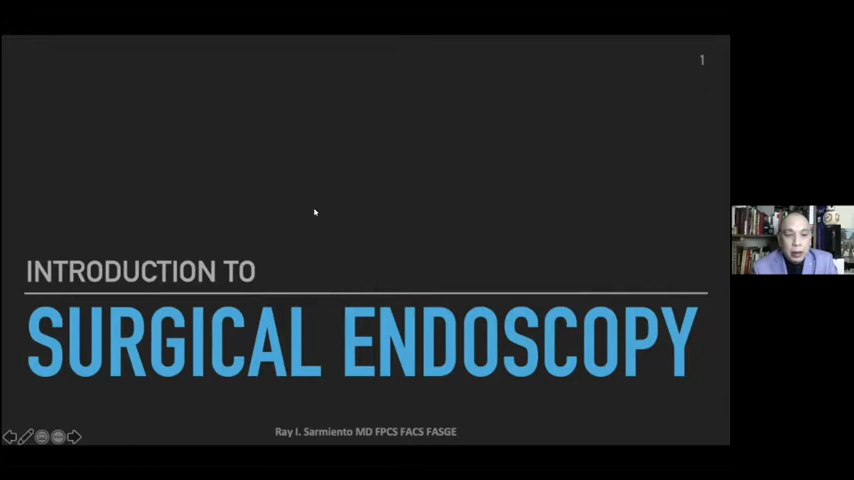 1
INTRODUCTION TO
SURGICAL ENDOSCOPY
Ray I. Sarmiento MD FPCS FACS FASGE